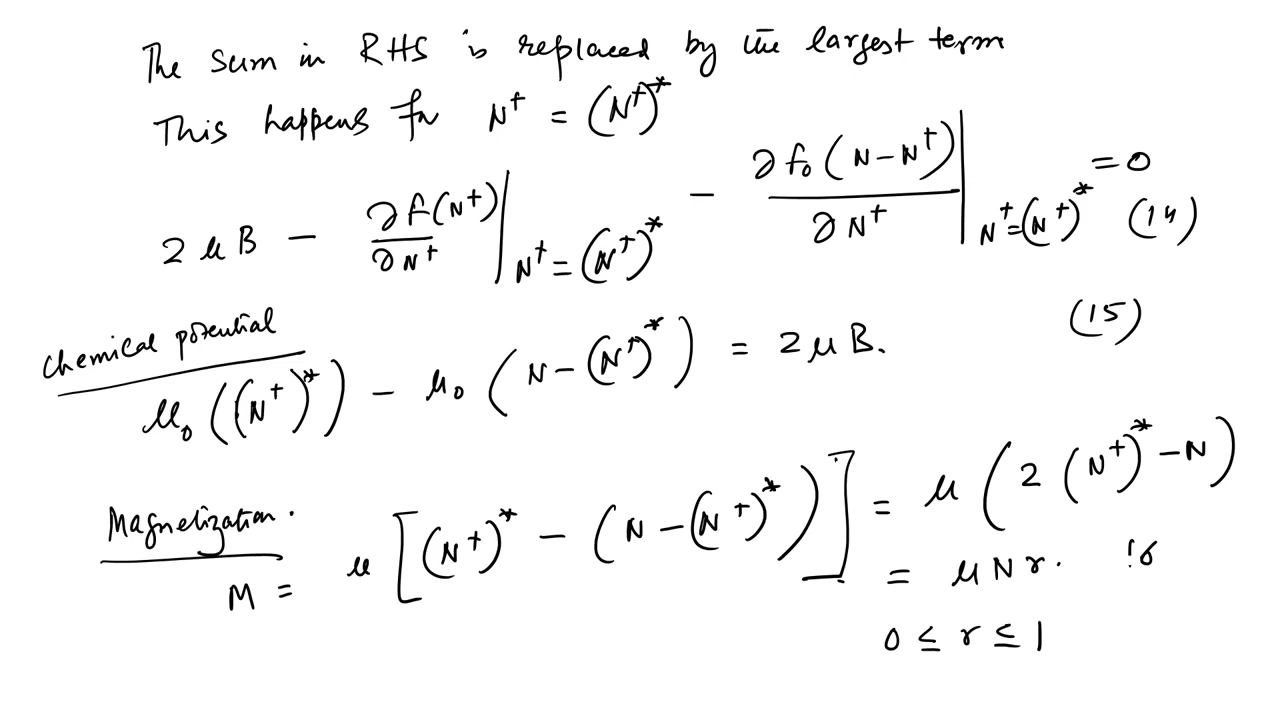 The sum in RHS is replaced by the largest term
This happens for N⁺ = (N⁺)*
2μB − ∂f(N⁺)/∂N⁺ |_{N⁺=(N⁺)*} − ∂f₀(N−N⁺)/∂N⁺ |_{N⁺=(N⁺)*} = 0 (14)
chemical potential
μ₀((N⁺)*) − μ₀(N−(N⁺)*) = 2μB. (15)
Magnetization.
M = μ[(N⁺)* − (N−(N⁺)*)] = μ(2(N⁺)*−N)
= μNr.
0 ≤ r ≤ 1